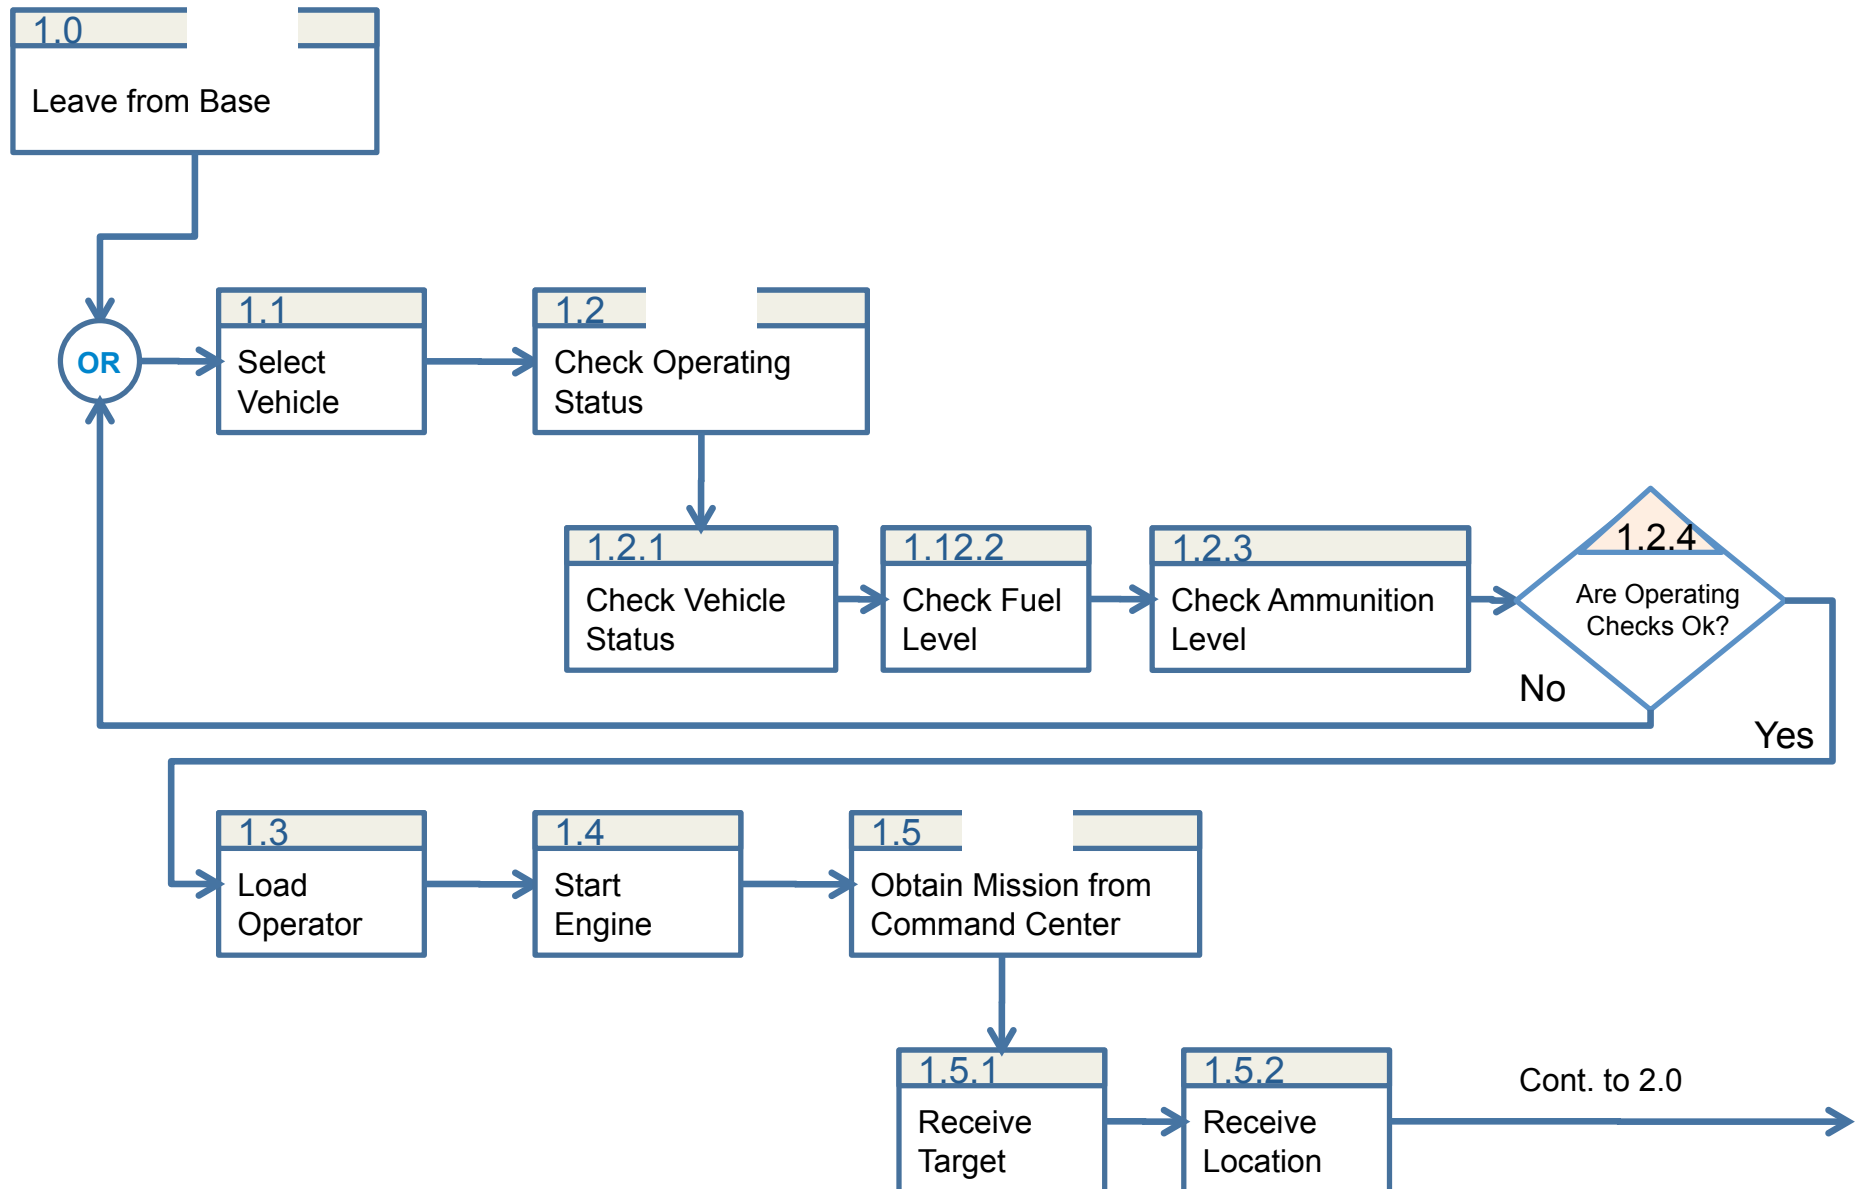 1.0
Leave from Base
OR
1.1
Select
Vehicle
1.2
Check Operating
Status
1.2.1
Check Vehicle
Status
1.12.2
Check Fuel
Level
1.2.3
Check Ammunition
Level
1.2.4
Are Operating
Checks Ok?
No
Yes
1.3
Load
Operator
1.4
Start
Engine
1.5
Obtain Mission from
Command Center
1.5.1
Receive
Target
1.5.2
Receive
Location
Cont. to 2.0